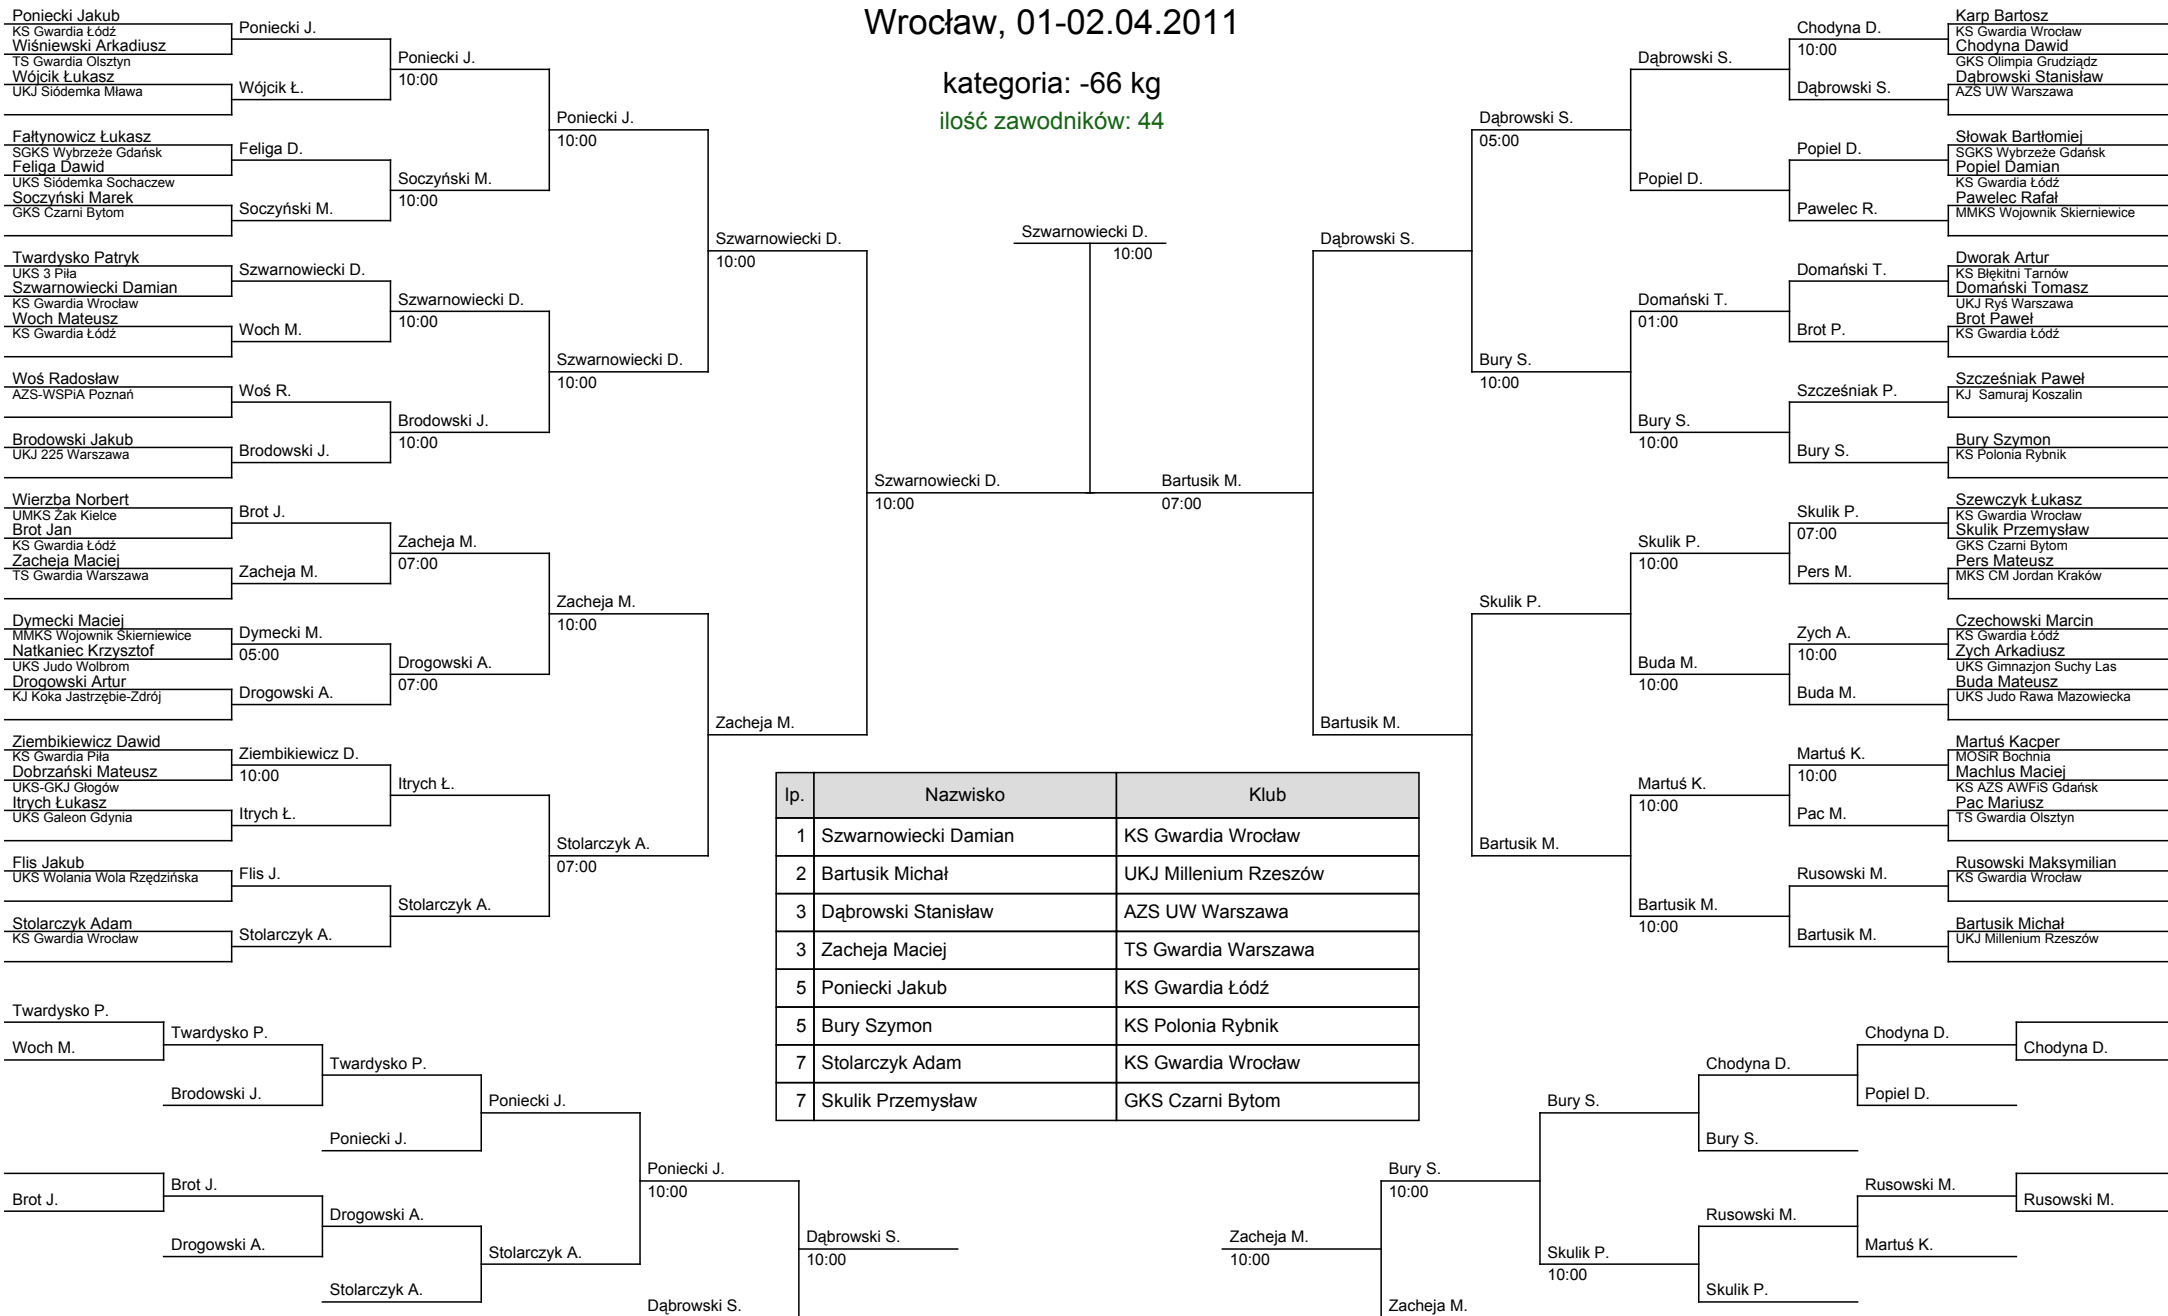 Wrocław, 01-02.04.2011
kategoria: -66 kg
ilość zawodników: 44
Poniecki Jakub
KS Gwardia Łódź
Wiśniewski Arkadiusz
TS Gwardia Olsztyn
Wójcik Łukasz
UKJ Siódemka Mława
Fałtynowicz Łukasz
SGKS Wybrzeże Gdańsk
Feliga Dawid
UKS Siódemka Sochaczew
Soczyński Marek
GKS Czarni Bytom
Twardysko Patryk
UKS 3 Piła
Szwarnowiecki Damian
KS Gwardia Wrocław
Woch Mateusz
KS Gwardia Łódź
Woś Radosław
AZS-WSPiA Poznań
Brodowski Jakub
UKJ 225 Warszawa
Wierzba Norbert
UMKS Żak Kielce
Brot Jan
KS Gwardia Łódź
Zacheja Maciej
TS Gwardia Warszawa
Dymecki Maciej
MMKS Wojownik Skierniewice
Natkaniec Krzysztof
UKS Judo Wolbrom
Drogowski Artur
KJ Koka Jastrzębie-Zdrój
Ziembikiewicz Dawid
KS Gwardia Piła
Dobrzański Mateusz
UKS-GKJ Głogów
Itrych Łukasz
UKS Galeon Gdynia
Flis Jakub
UKS Wolania Wola Rzędzińska
Stolarczyk Adam
KS Gwardia Wrocław
Poniecki J.
Wójcik Ł.
Feliga D.
Soczyński M.
Szwarnowiecki D.
Woch M.
Woś R.
Brodowski J.
Brot J.
Zacheja M.
Dymecki M.
05:00
Drogowski A.
Ziembikiewicz D.
10:00
Itrych Ł.
Flis J.
Stolarczyk A.
Poniecki J.
10:00
Soczyński M.
10:00
Szwarnowiecki D.
10:00
Brodowski J.
10:00
Zacheja M.
07:00
Drogowski A.
07:00
Itrych Ł.
Stolarczyk A.
Poniecki J.
10:00
Szwarnowiecki D.
10:00
Zacheja M.
10:00
Stolarczyk A.
07:00
Szwarnowiecki D.
10:00
Zacheja M.
Szwarnowiecki D.
10:00
Szwarnowiecki D.
10:00
Bartusik M.
07:00
Dąbrowski S.
Bartusik M.
Dąbrowski S.
05:00
Bury S.
10:00
Skulik P.
Bartusik M.
Dąbrowski S.
Popiel D.
Domański T.
01:00
Bury S.
10:00
Skulik P.
10:00
Buda M.
10:00
Martuś K.
10:00
Bartusik M.
10:00
Chodyna D.
10:00
Dąbrowski S.
Popiel D.
Pawelec R.
Domański T.
Brot P.
Szcześniak P.
Bury S.
Skulik P.
07:00
Pers M.
Zych A.
10:00
Buda M.
Martuś K.
10:00
Pac M.
Rusowski M.
Bartusik M.
Karp Bartosz
KS Gwardia Wrocław
Chodyna Dawid
GKS Olimpia Grudziądz
Dąbrowski Stanisław
AZS UW Warszawa
Słowak Bartłomiej
SGKS Wybrzeże Gdańsk
Popiel Damian
KS Gwardia Łódź
Pawelec Rafał
MMKS Wojownik Skierniewice
Dworak Artur
KS Błękitni Tarnów
Domański Tomasz
UKJ Ryś Warszawa
Brot Paweł
KS Gwardia Łódź
Szcześniak Paweł
KJ Samuraj Koszalin
Bury Szymon
KS Polonia Rybnik
Szewczyk Łukasz
KS Gwardia Wrocław
Skulik Przemysław
GKS Czarni Bytom
Pers Mateusz
MKS CM Jordan Kraków
Czechowski Marcin
KS Gwardia Łódź
Zych Arkadiusz
UKS Gimnazjon Suchy Las
Buda Mateusz
UKS Judo Rawa Mazowiecka
Martuś Kacper
MOSiR Bochnia
Machlus Maciej
KS AZS AWFiS Gdańsk
Pac Mariusz
TS Gwardia Olsztyn
Rusowski Maksymilian
KS Gwardia Wrocław
Bartusik Michał
UKJ Millenium Rzeszów
lp. Nazwisko Klub
1 Szwarnowiecki Damian KS Gwardia Wrocław
2 Bartusik Michał UKJ Millenium Rzeszów
3 Dąbrowski Stanisław AZS UW Warszawa
3 Zacheja Maciej TS Gwardia Warszawa
5 Poniecki Jakub KS Gwardia Łódź
5 Bury Szymon KS Polonia Rybnik
7 Stolarczyk Adam KS Gwardia Wrocław
7 Skulik Przemysław GKS Czarni Bytom
Twardysko P.
Woch M.
Brot J.
Twardysko P.
Brodowski J.
Brot J.
Drogowski A.
Twardysko P.
Poniecki J.
Drogowski A.
Stolarczyk A.
Poniecki J.
Stolarczyk A.
Poniecki J.
10:00
Dąbrowski S.
Dąbrowski S.
10:00
Zacheja M.
10:00
Bury S.
10:00
Zacheja M.
Bury S.
Skulik P.
10:00
Chodyna D.
Bury S.
Rusowski M.
Skulik P.
Chodyna D.
Popiel D.
Rusowski M.
Martuś K.
Chodyna D.
Rusowski M.